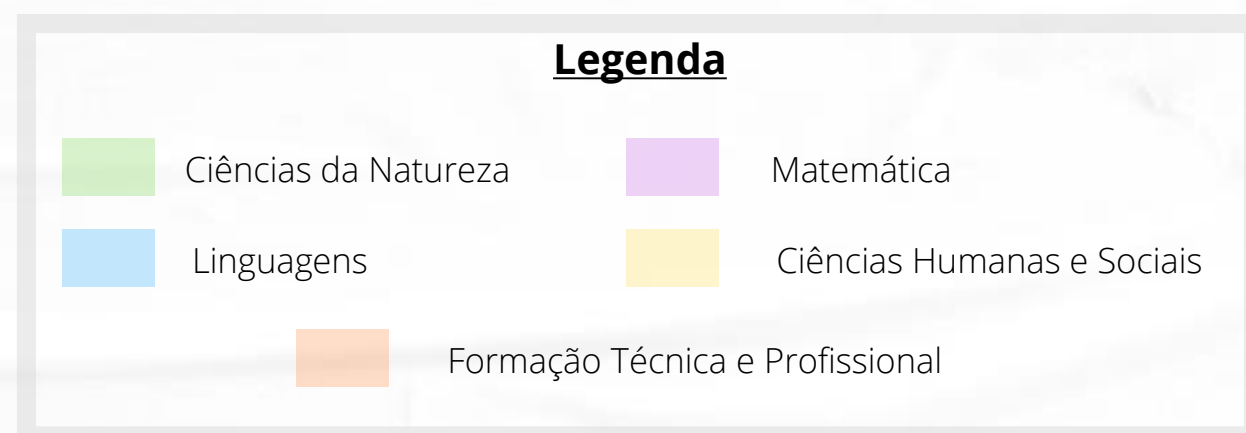 Legenda
Ciências da Natureza
Matemática
Linguagens
Ciências Humanas e Sociais
Formação Técnica e Profissional